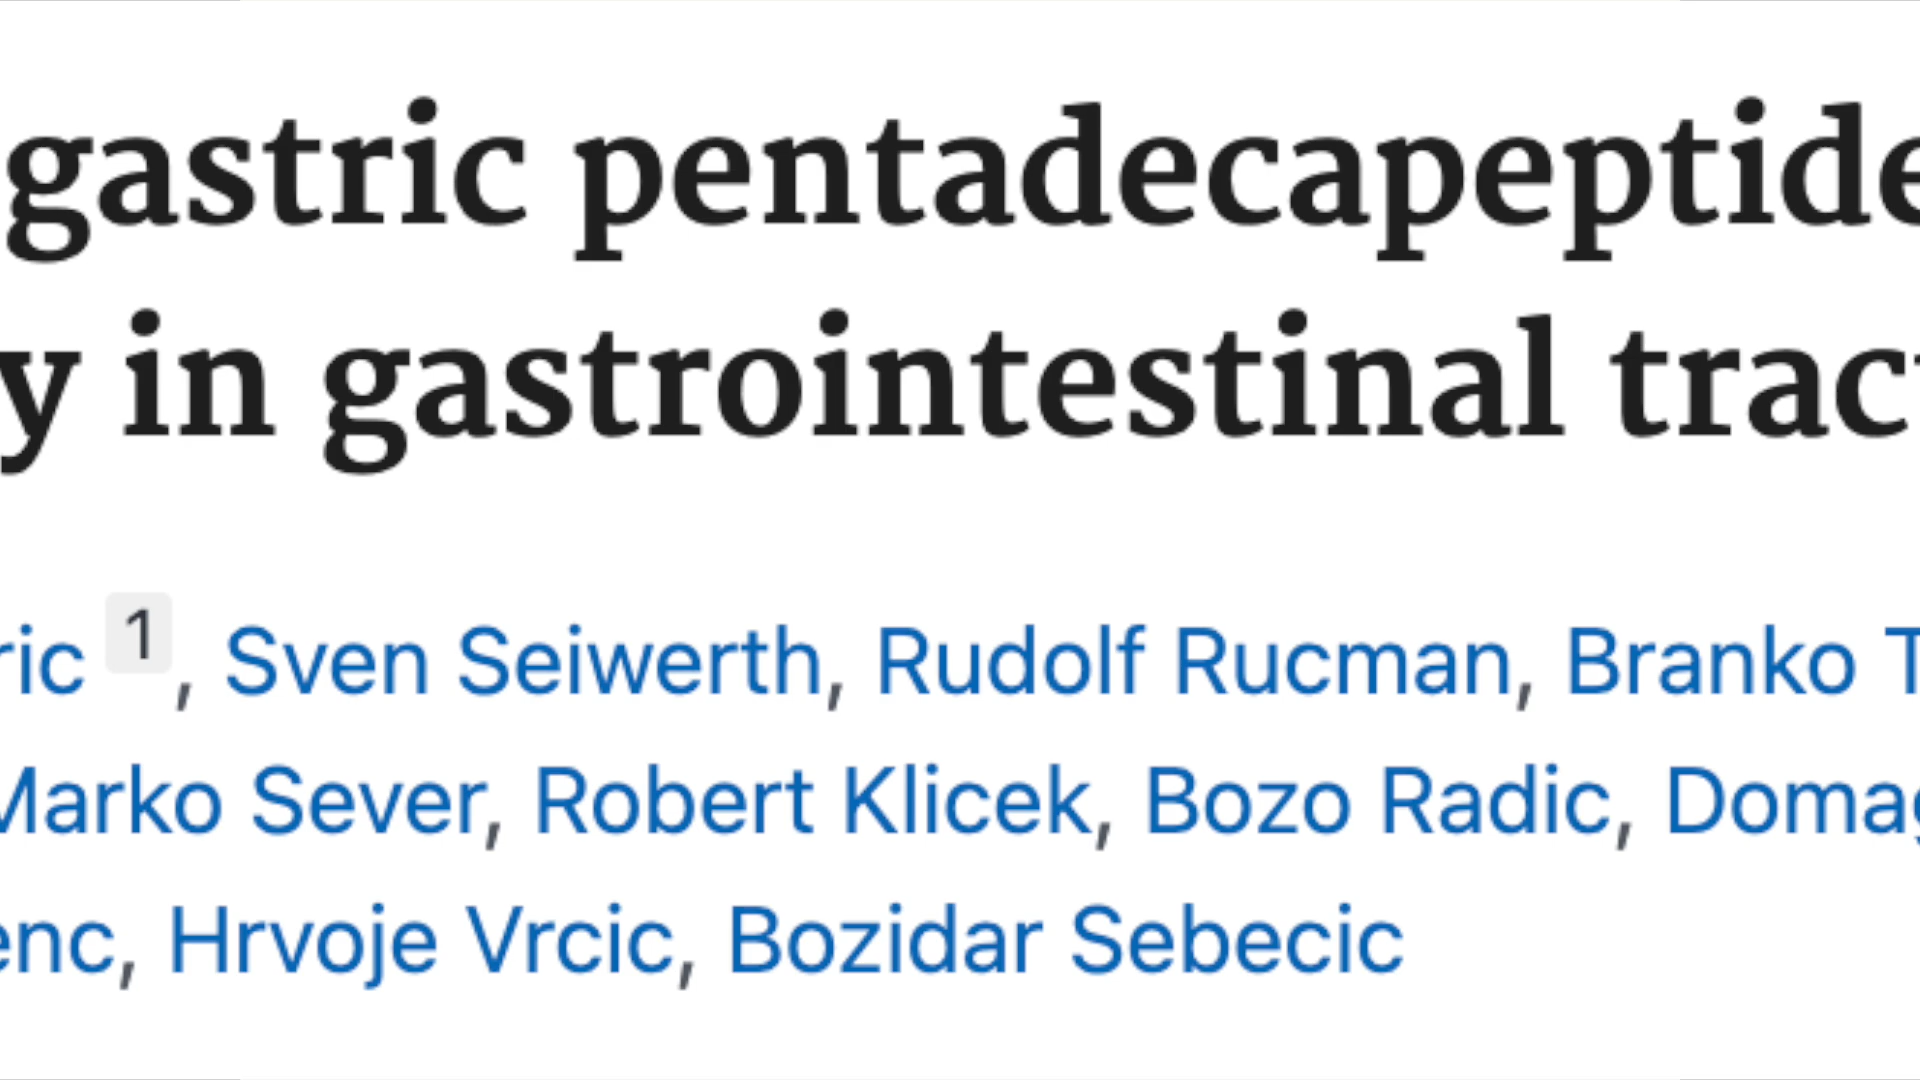 gastric pentadecapeptide
y in gastrointestinal tract
ric 1, Sven Seiwerth, Rudolf Rucman, Branko T
Marko Sever, Robert Klicek, Bozo Radic, Domag
enc, Hrvoje Vrcic, Bozidar Sebecic